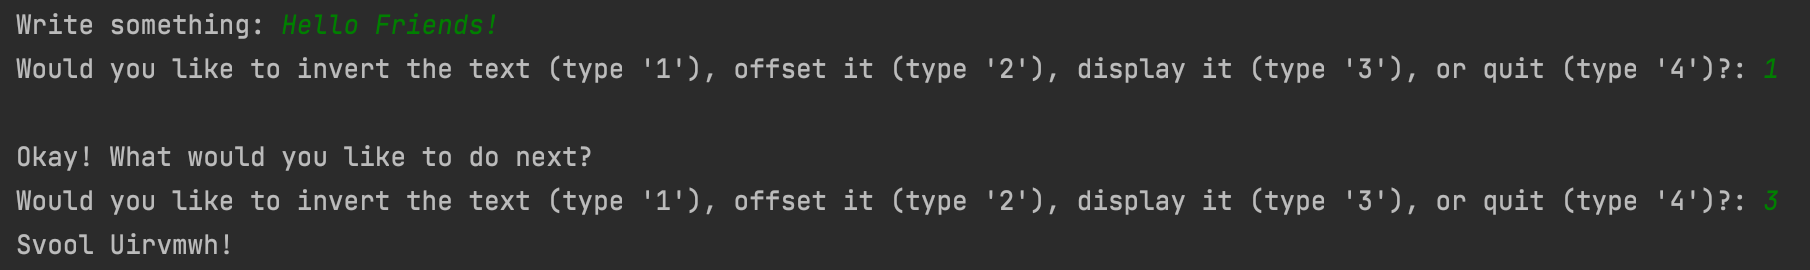 Write something: Hello Friends!
Would you like to invert the text (type '1'), offset it (type '2'), display it (type '3'), or quit (type '4')?: 1
Okay! What would you like to do next?
Would you like to invert the text (type '1'), offset it (type '2'), display it (type '3'), or quit (type '4')?: 3
Svool Uirvmwh!